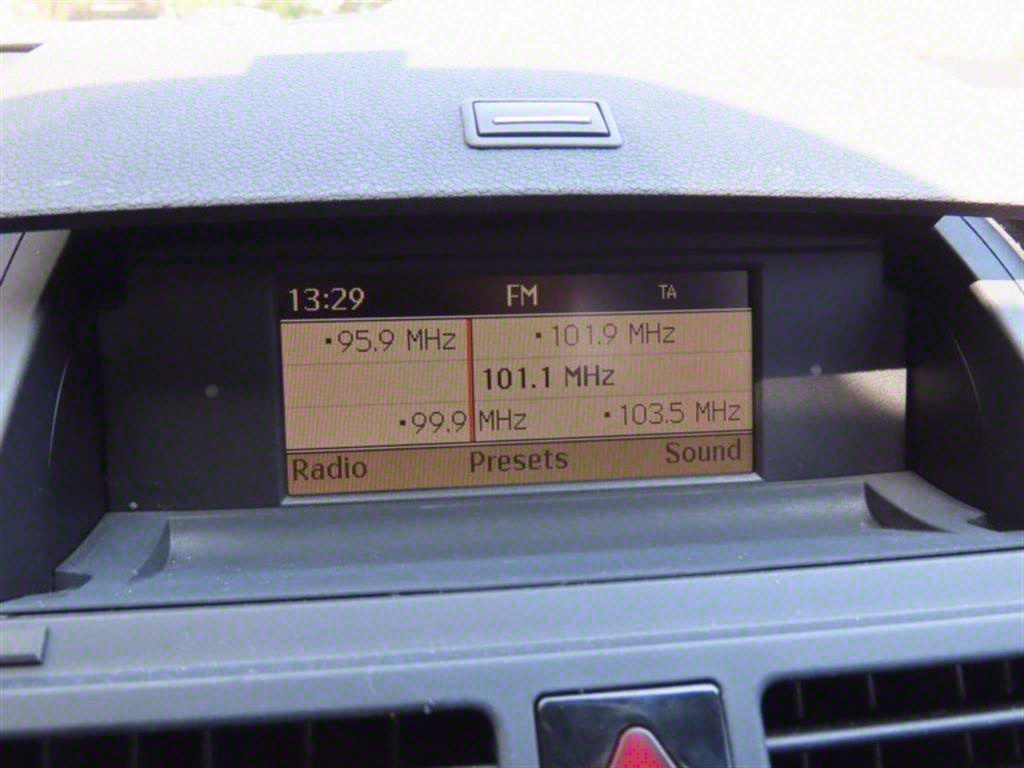 13:29 FM TA
95.9 MHz 101.9 MHz
101.1 MHz
99.9 MHz 103.5 MHz
Radio Presets Sound